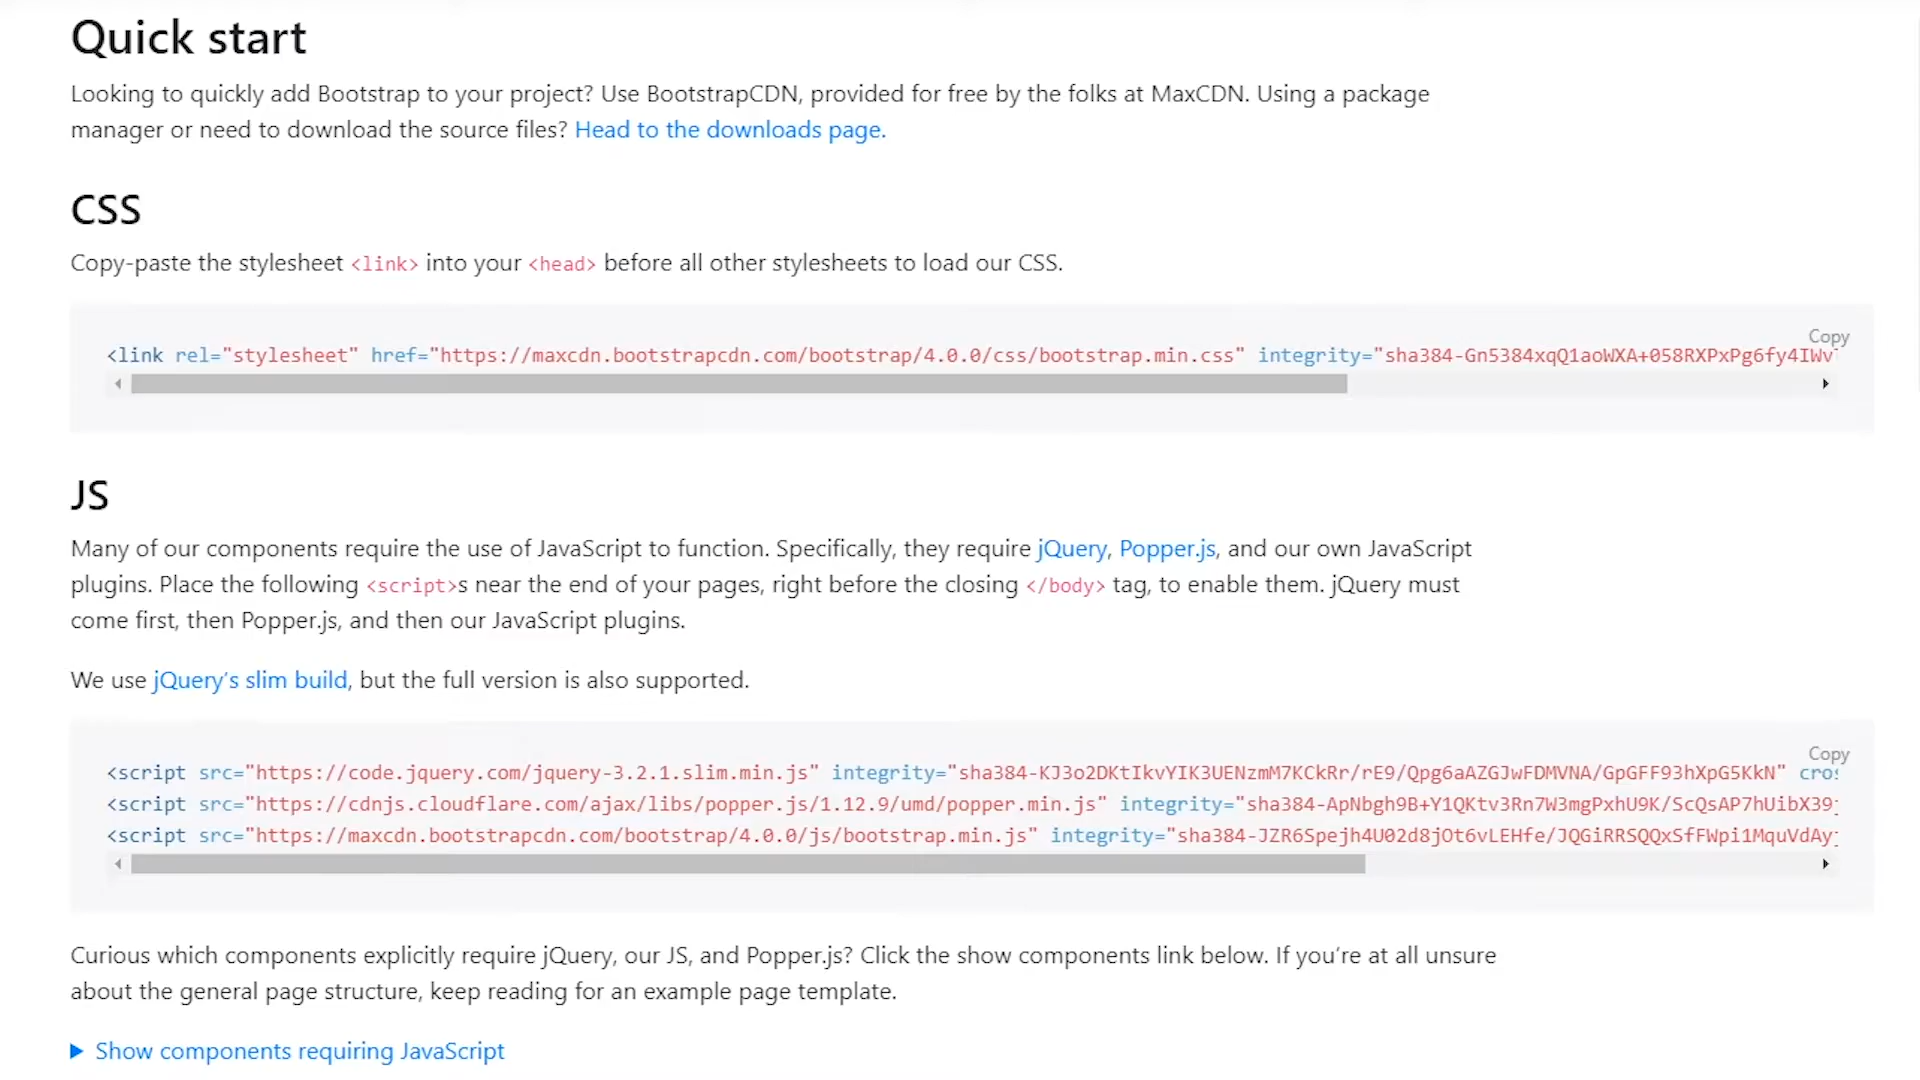 Quick start
Looking to quickly add Bootstrap to your project? Use BootstrapCDN, provided for free by the folks at MaxCDN. Using a package
manager or need to download the source files? Head to the downloads page.
CSS
Copy-paste the stylesheet <link> into your <head> before all other stylesheets to load our CSS.
Copy
<link rel="stylesheet" href="https://maxcdn.bootstrapcdn.com/bootstrap/4.0.0/css/bootstrap.min.css" integrity="sha384-Gn5384xqQ1aoWXA+058RXPxPg6fy4IWv
JS
Many of our components require the use of JavaScript to function. Specifically, they require jQuery, Popper.js, and our own JavaScript
plugins. Place the following <script>s near the end of your pages, right before the closing </body> tag, to enable them. jQuery must
come first, then Popper.js, and then our JavaScript plugins.
We use jQuery's slim build, but the full version is also supported.
Copy
<script src="https://code.jquery.com/jquery-3.2.1.slim.min.js" integrity="sha384-KJ3o2DKtIkvYIK3UENzmM7KCkRr/rE9/Qpg6aAZGJwFDMVNA/GpGFF93hXpG5KkN" cros
<script src="https://cdnjs.cloudflare.com/ajax/libs/popper.js/1.12.9/umd/popper.min.js" integrity="sha384-ApNbgh9B+Y1QKtv3Rn7W3mgPxhU9K/ScQsAP7hUibX39j
<script src="https://maxcdn.bootstrapcdn.com/bootstrap/4.0.0/js/bootstrap.min.js" integrity="sha384-JZR6Spejh4U02d8jOt6vLEHfe/JQGiRRSQQxSfFWpi1MquVdAyj
Curious which components explicitly require jQuery, our JS, and Popper.js? Click the show components link below. If you're at all unsure
about the general page structure, keep reading for an example page template.
Show components requiring JavaScript